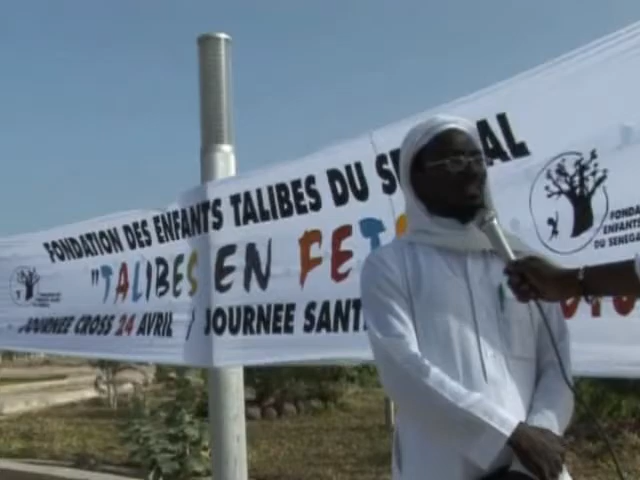 FONDATION DES ENFANTS TALIBES DU SE AL
"TALIBES EN FET
JOURNEE CROSS 24 AVRIL / JOURNEE SANT
FONDA
ENFANTS
DU SENEGA